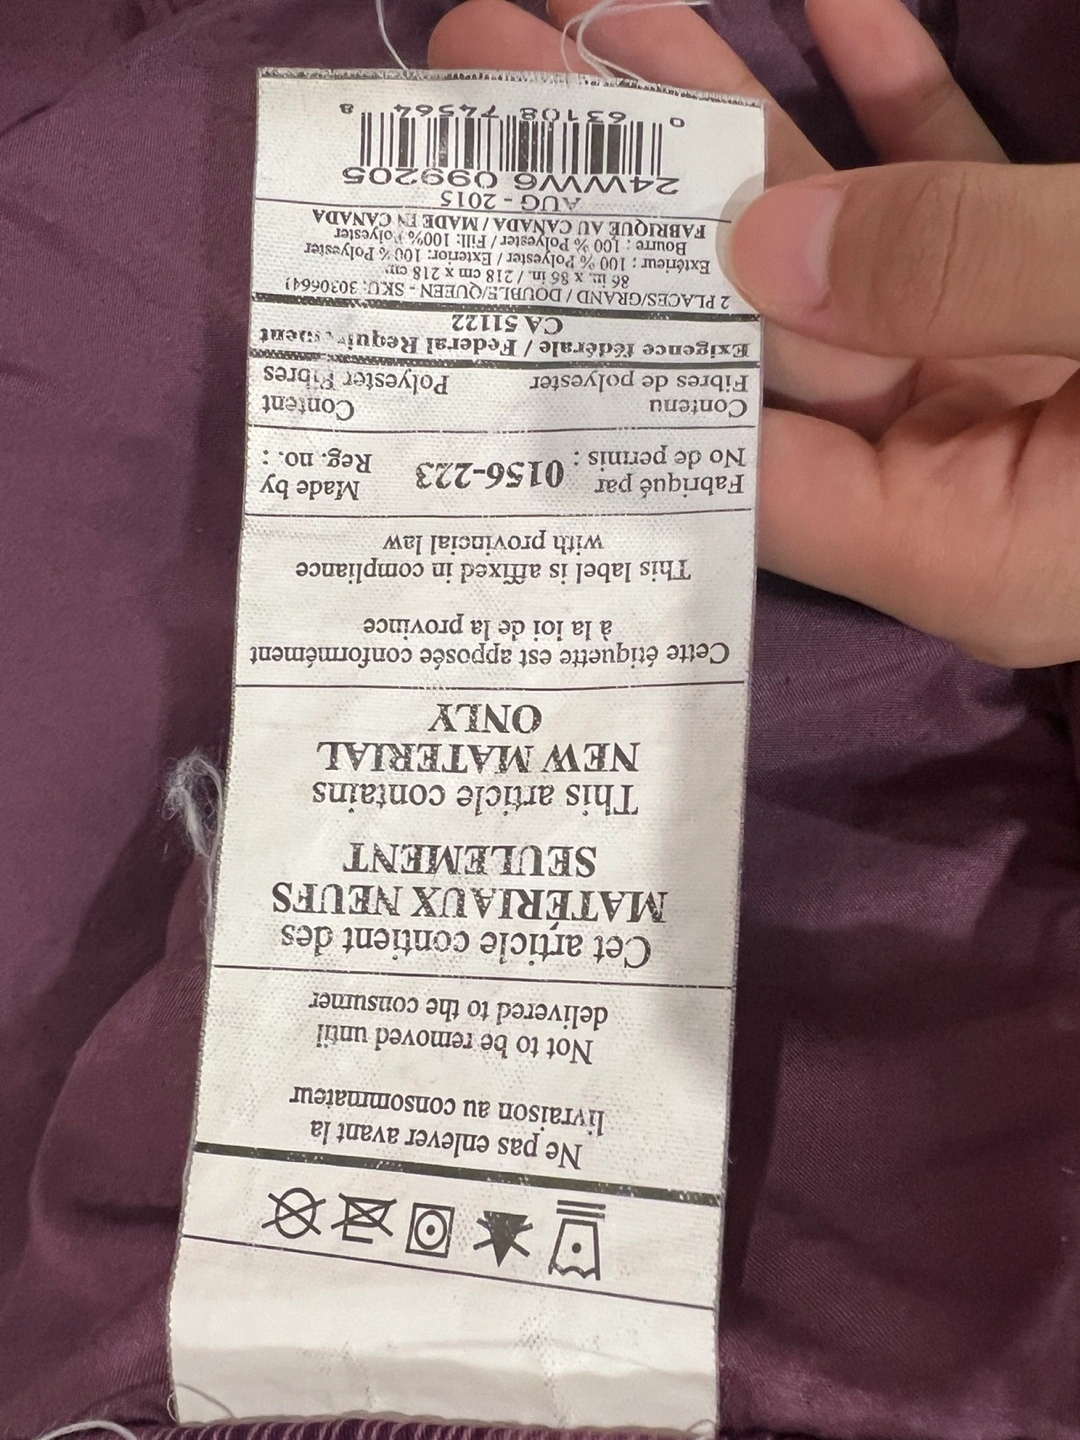 Ne pas enlever avant la
livraison au consommateur
Not to be removed until
delivered to the consumer
Cet article contient des
MATÉRIAUX NEUFS
SEULEMENT
This article contains
NEW MATERIAL
ONLY
Cette étiquette est apposée conformément
à la loi de la province
This label is affixed in compliance
with provincial law
Fabriqué par
No de permis :
0156-223
Made by
Reg. no. :
Contenu
Fibres de polyester
Content
Polyester Fibres
Exigence fédérale / Federal Requirement
CA 51122
2 PLACES/GRAND / DOUBLE/QUEEN - SKU: 30306641
86 in. x 86 in. / 218 cm x 218 cm
Extérieur : 100 % Polyester / Exterior: 100 % Polyester
Bourre : 100 % Polyester / Fill: 100% Polyester
FABRIQUÉ AU CANADA / MADE IN CANADA
AUG - 2015
24WW6 099205
0 63108 74564 8